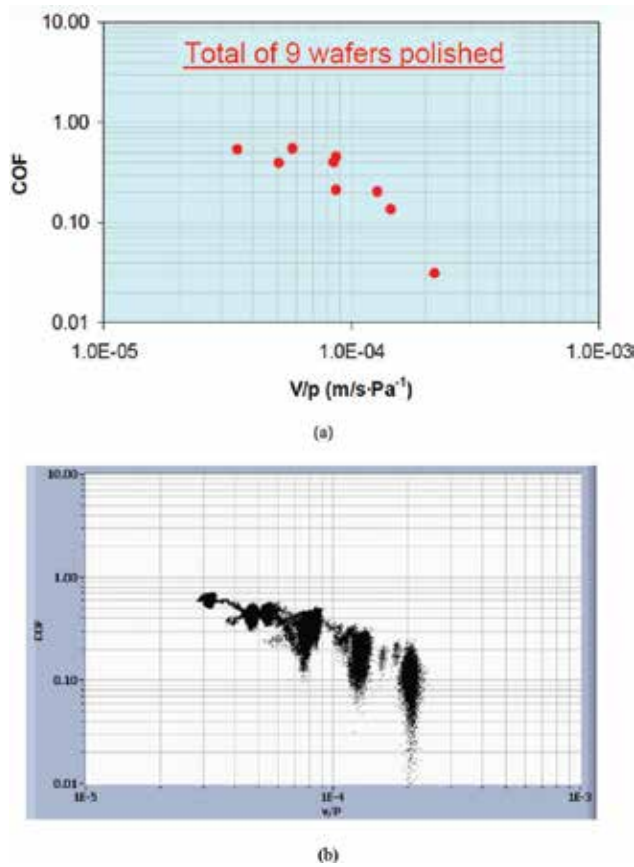 10.00
Total of 9 wafers polished
1.00
COF
0.10
0.01
1.0E-05 1.0E-04 1.0E-03
V/p (m/s·Pa⁻¹)
(a)
10.00
1.00
COF
0.10
0.01
1E-5 1E-4 1E-3
v/p
(b)